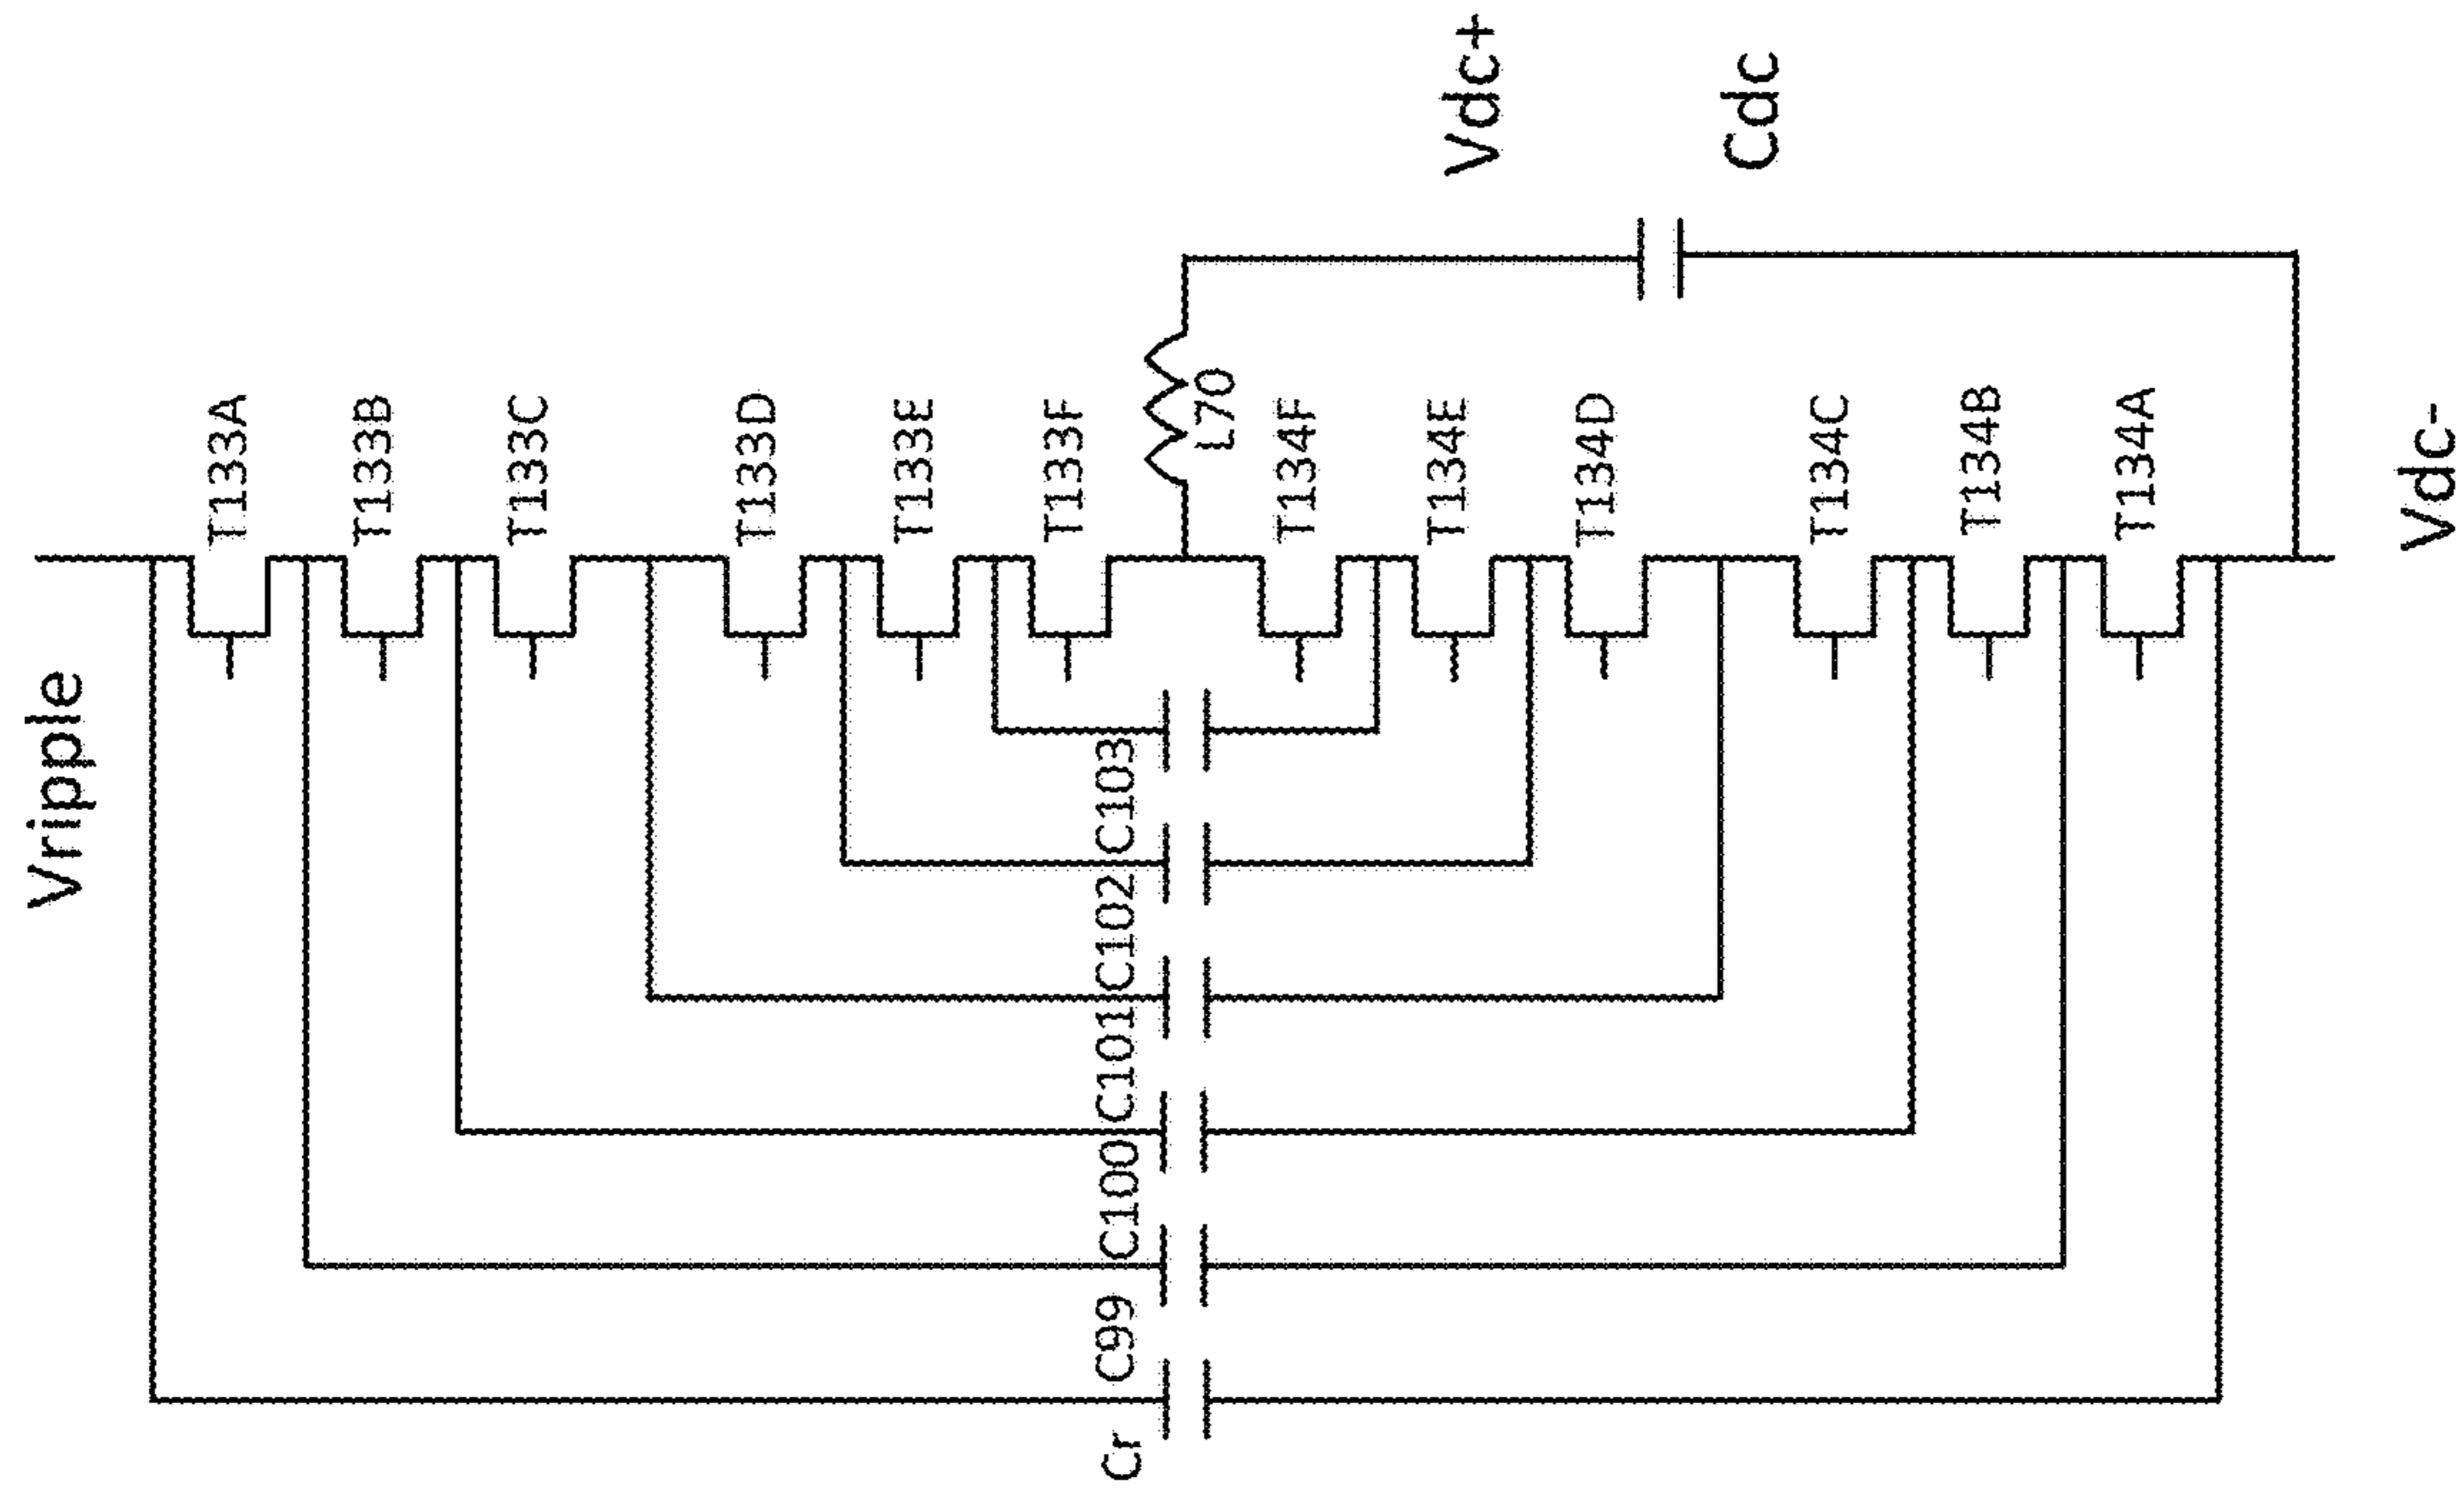 Vripple
T133A
T133B
T133C
T133D
T133E
T133F
L70
T134F
T134E
T134D
T134C
T134B
T134A
Vdc+
Cdc
Vdc-
Cr
C99
C100
C101
C102
C103